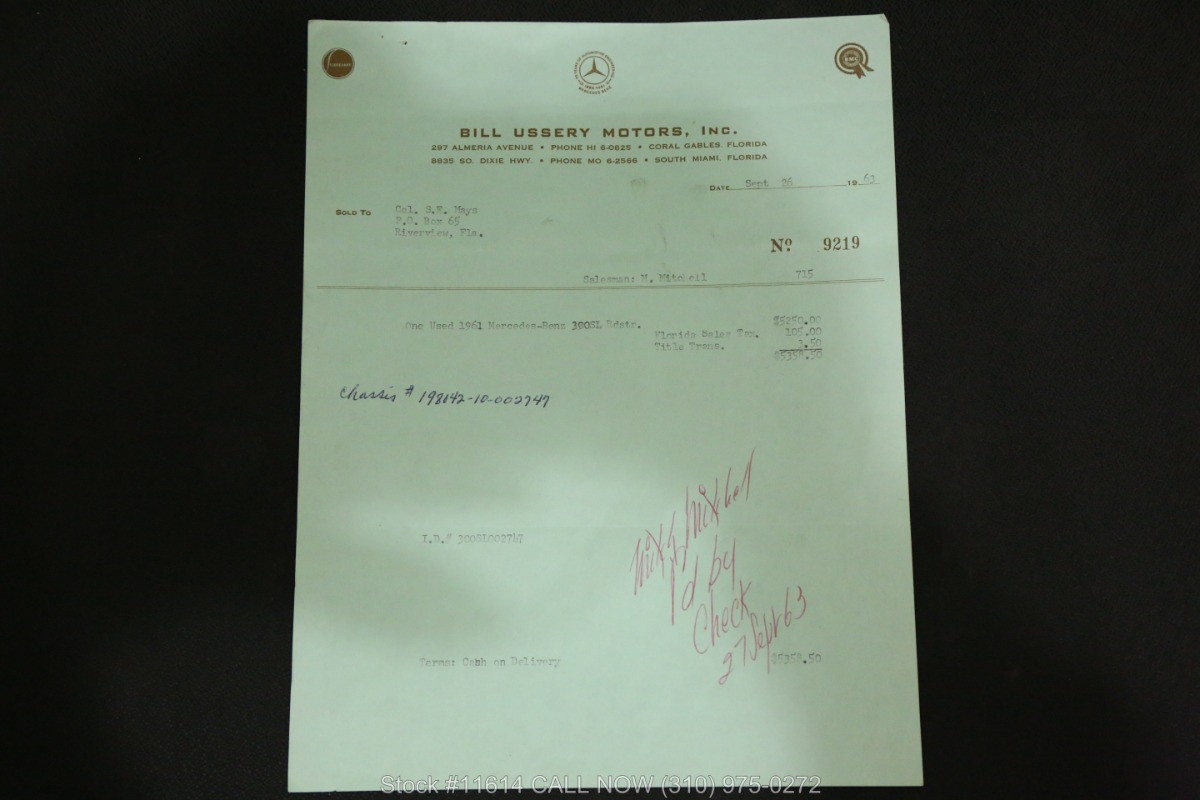 BILL USSERY MOTORS, INC.
297 ALMERIA AVENUE • PHONE HI 6-0825 • CORAL GABLES, FLORIDA
8835 SO. DIXIE HWY. • PHONE MO 6-2566 • SOUTH MIAMI, FLORIDA
DATE Sept 26 1963
SOLD TO Col. S.E. Mays
P.O. Box 65
Riverview, Fla.
No 9219
Salesman: M. Mitchell 715
One Used 1961 Mercedes-Benz 300SL Rdstr. $5250.00
Florida Sales Tax. 105.00
Title Trans. 3.50
$5358.50
Chassis # 198042-10-002747
Mitchell
Pd by
Check
27 Sept 63
I.D.# 300SL002747
Terms: Cash on Delivery $5358.50
Stock #11614 CALL NOW (310) 975-0272